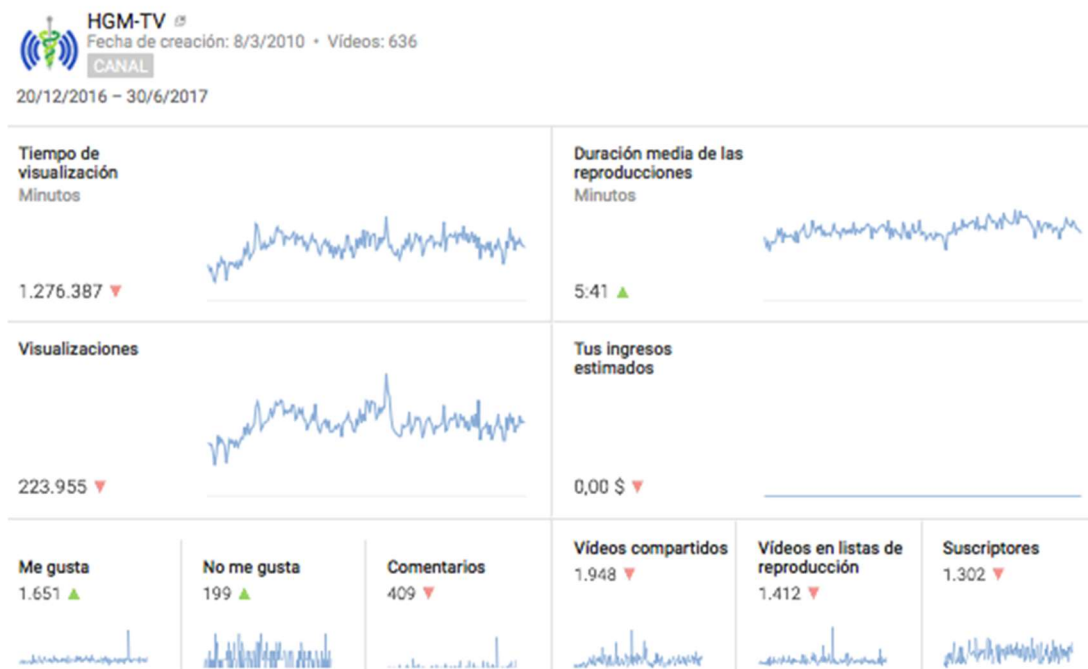 HGM-TV
Fecha de creación: 8/3/2010 • Vídeos: 636
CANAL
20/12/2016 – 30/6/2017
Tiempo de
visualización
Minutos
1.276.387
Duración media de las
reproducciones
Minutos
5:41
Visualizaciones
223.955
Tus ingresos
estimados
0,00 $
Me gusta
1.651
No me gusta
199
Comentarios
409
Vídeos compartidos
1.948
Vídeos en listas de
reproducción
1.412
Suscriptores
1.302